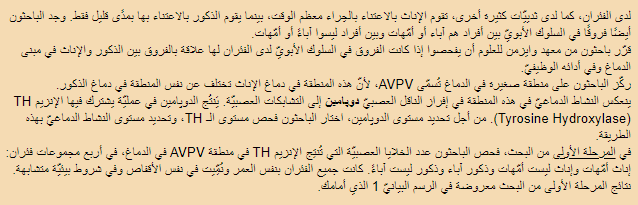 لدى الفئران، كما لدى ثدييّات كثيرة أخرى، تقوم الإناث بالاعتناء بالجراء معظم الوقت، بينما يقوم الذكور بالاعتناء بها بمدًى قليل فقط. وجد الباحثون
أيضًا فروقًا في السلوك الأبويّ بين أفراد هم آباء أو أمّهات وبين أفراد ليسوا آباءً أو أمّهات.
قرّر باحثون من معهد وايزمن للعلوم أن يفحصوا إذا كانت الفروق في السلوك الأبويّ لدى الفئران لها علاقة بالفروق بين الذكور والإناث في مبنى
الدماغ وفي أدائه الوظيفيّ.
ركّز الباحثون على منطقة صغيرة في الدماغ تُسمّى AVPV، لأنّ هذه المنطقة في دماغ الإناث تختلف عن نفس المنطقة في دماغ الذكور.
ينعكس النشاط الدماغيّ في هذه المنطقة في إفراز الناقل العصبيّ دوپامين إلى التشابكات العصبيّة. يُنتَج الدوپامين في عمليّة يشترك فيها الإنزيم TH
(Tyrosine Hydroxylase). من أجل تحديد مستوى الدوپامين، اختار الباحثون فحص مستوى الـ TH، وتحديد مستوى النشاط الدماغيّ بهذه
الطريقة.
في المرحلة الأولى من البحث، فحص الباحثون عدد الخلايا العصبيّة التي تُنتِج الإنزيم TH في منطقة AVPV في الدماغ، في أربع مجموعات فئران:
إناث أمّهات وإناث ليست أمّهات وذكور آباء وذكور ليست آباءً. كانت جميع الفئران بنفس العمر ونُمِّيت في نفس الأقفاص وفي شروط بيئيّة متشابهة.
نتائج المرحلة الأولى من البحث معروضة في الرسم البيانيّ 1 الذي أمامك.